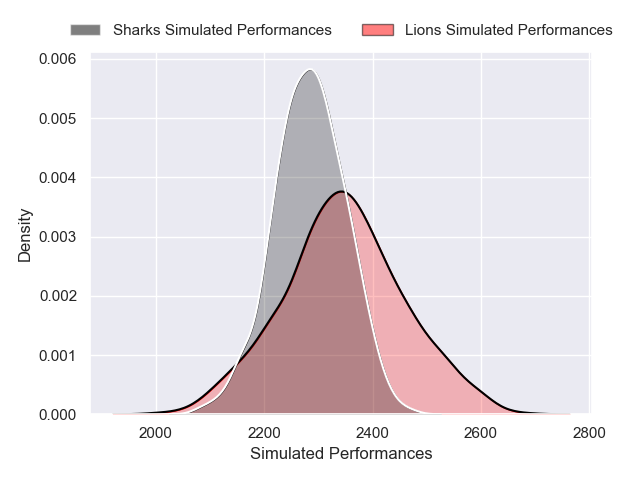 Sharks Simulated Performances Lions Simulated Performances
0.006
0.005
0.004
0.003
0.002
0.001
0.000
Density
2000 2200 2400 2600 2800
Simulated Performances